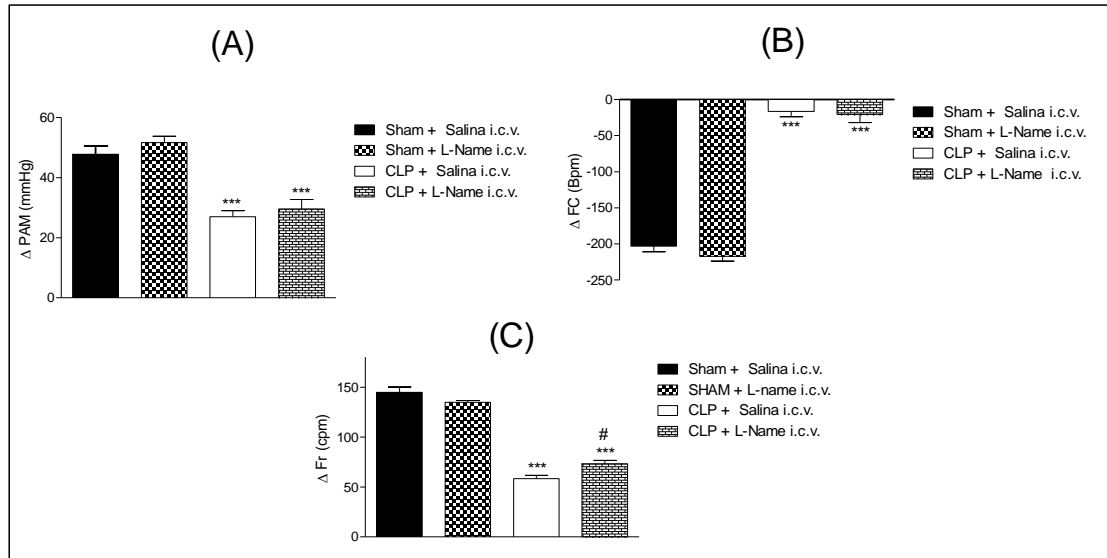 (A)
Δ PAM (mmHg)
60
40
20
0
***
***
Sham + Salina i.c.v.
Sham + L-Name i.c.v.
CLP + Salina i.c.v.
CLP + L-Name i.c.v.
(B)
Δ FC (Bpm)
0
-50
-100
-150
-200
-250
***
***
Sham + Salina i.c.v.
Sham + L-Name i.c.v.
CLP + Salina i.c.v.
CLP + L-Name i.c.v.
(C)
Δ Fr (cpm)
150
100
50
0
***
#
***
Sham + Salina i.c.v.
SHAM + L-name i.c.v.
CLP + Salina i.c.v.
CLP + L-Name i.c.v.